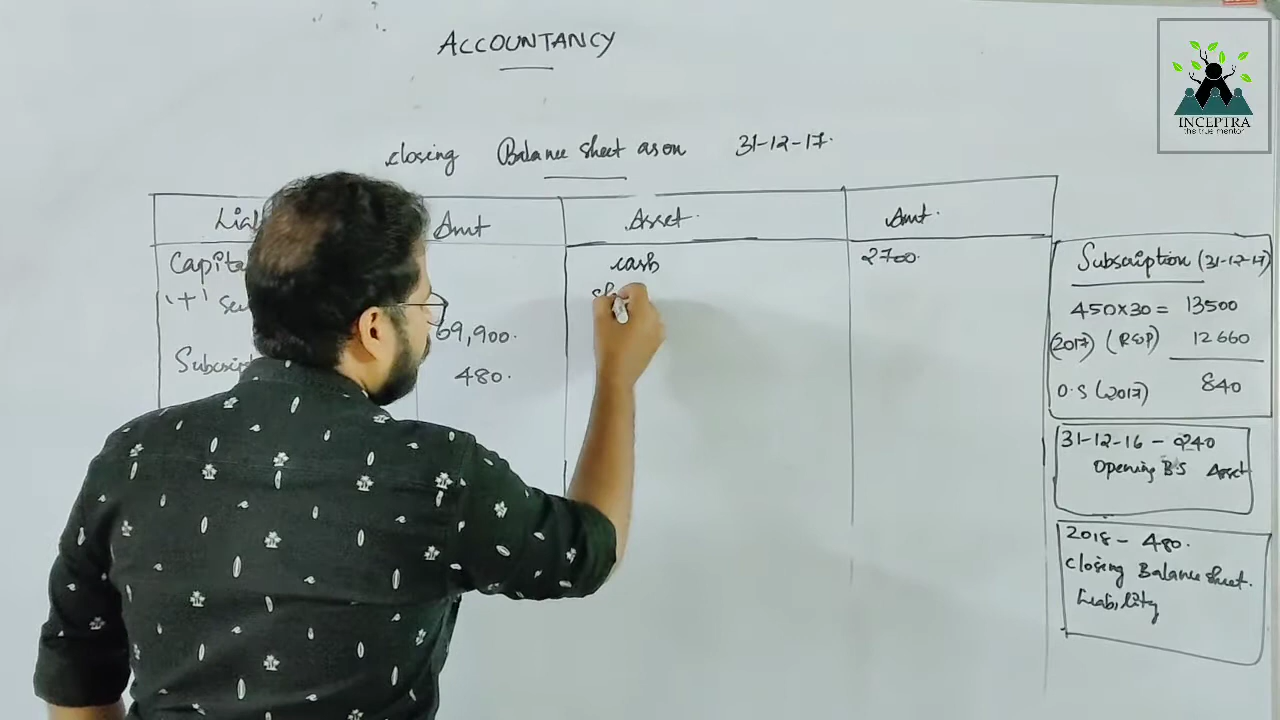 ACCOUNTANCY
INCEPTRA
the true mentor
closing Balance sheet as on 31-12-17.
Amt
Asset.
Amt.
cash 2700.
69,900.
480.
Subscription (31-12-17)
450x30 = 13500
(2017) (R&P) 12660
O.S (2017) 840
31-12-16 - 240
Opening BS Asset
2018 - 480.
Closing Balance sheet.
Liability